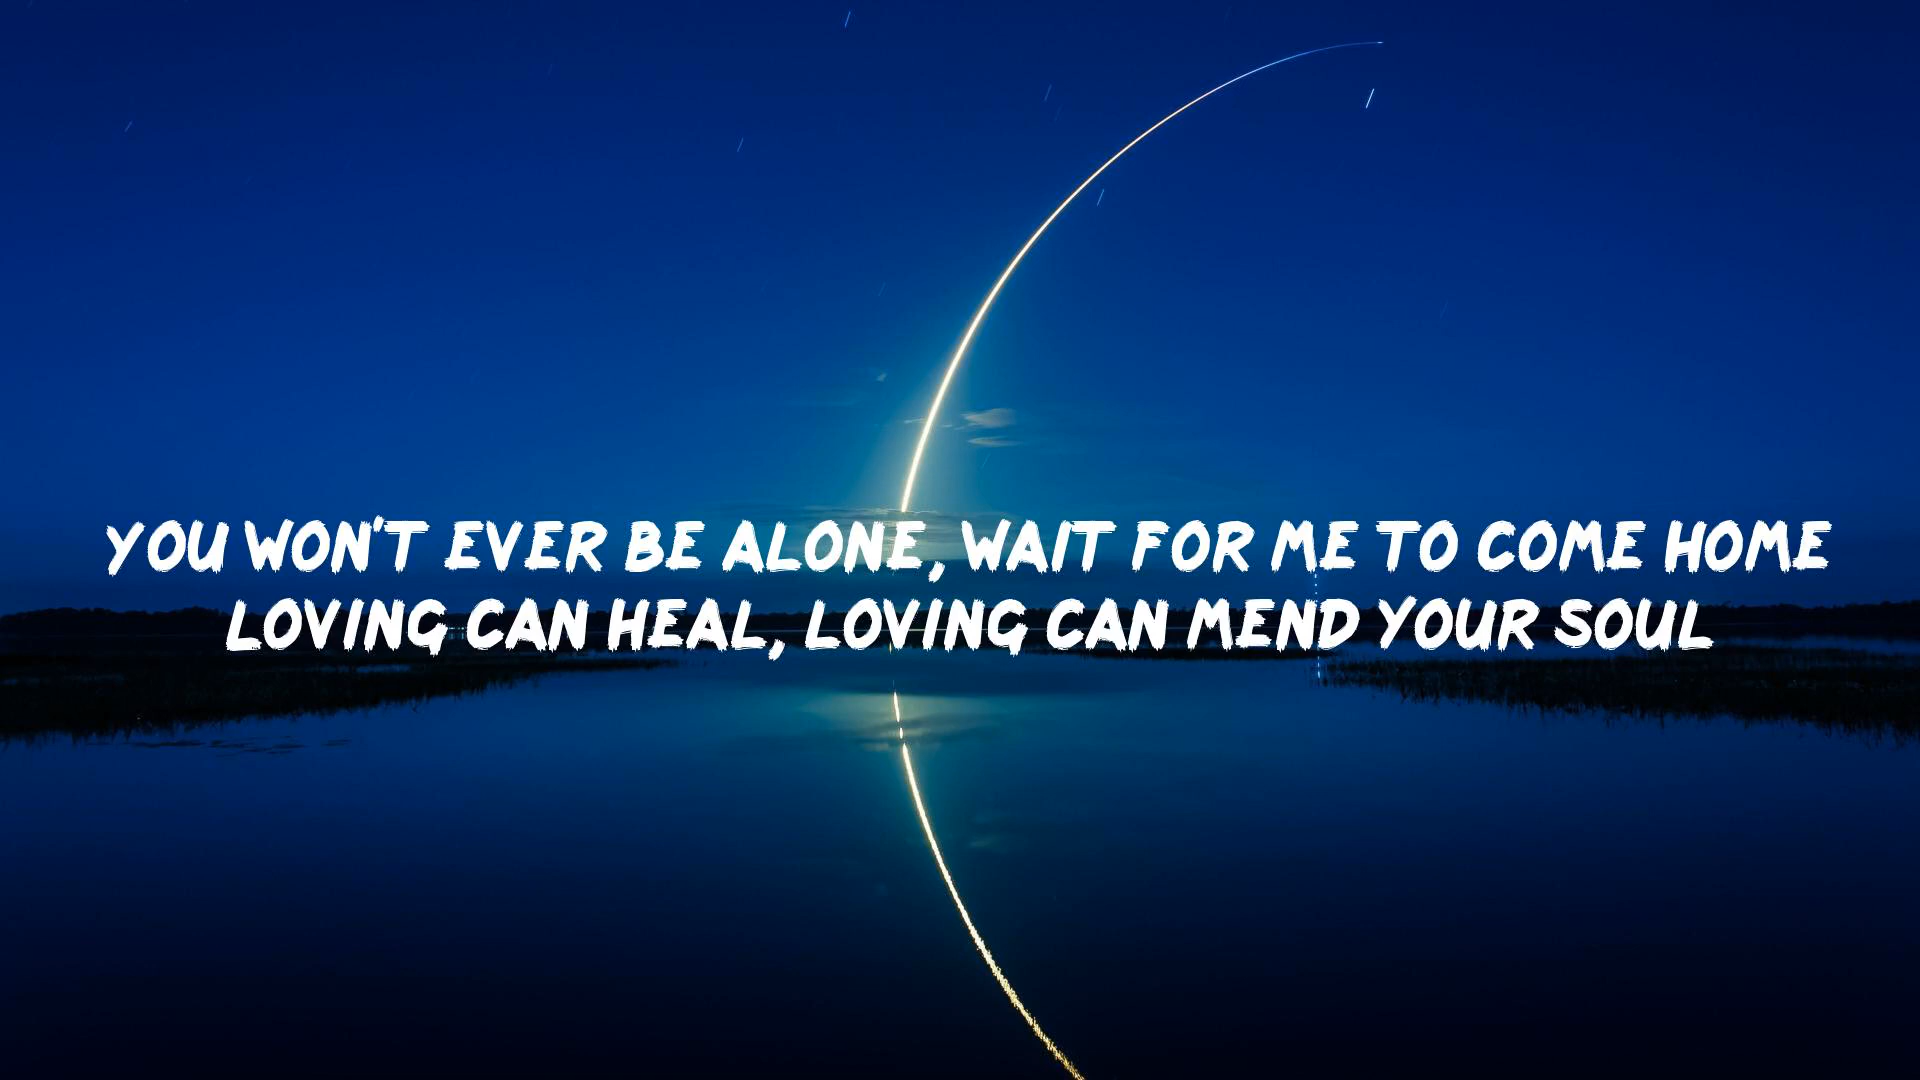 YOU WON'T EVER BE ALONE, WAIT FOR ME TO COME HOME
LOVING CAN HEAL, LOVING CAN MEND YOUR SOUL